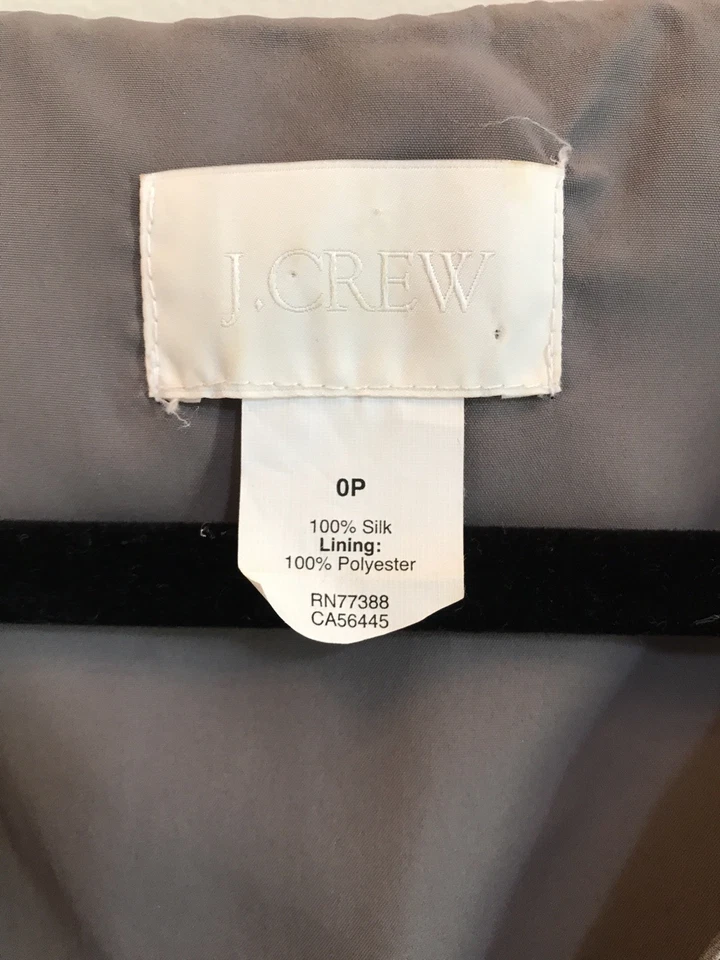 J.CREW
0P
100% Silk
Lining:
100% Polyester
RN77388
CA56445